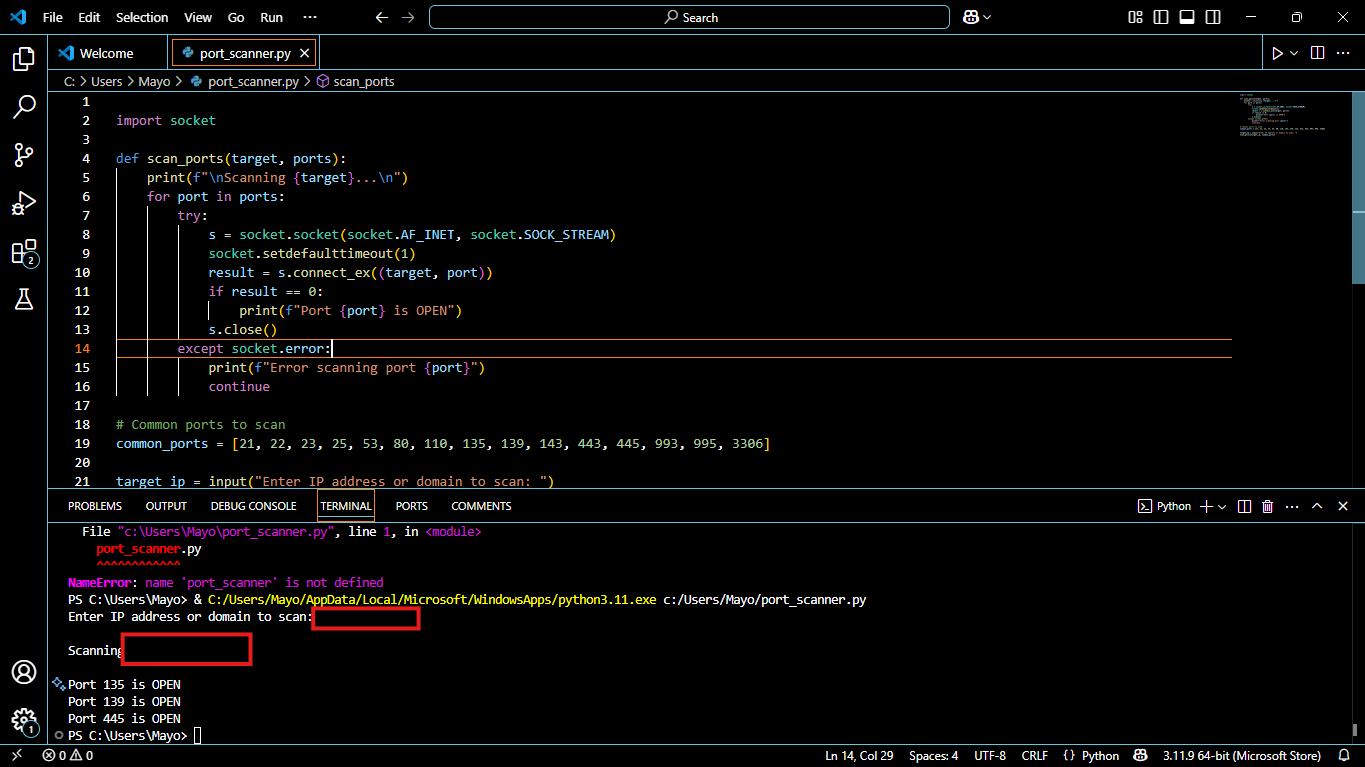 File Edit Selection View Go Run ··· Search
Welcome port_scanner.py
C: > Users > Mayo > port_scanner.py > scan_ports
1
2 import socket
3
4 def scan_ports(target, ports):
5 print(f"\nScanning {target}...\n")
6 for port in ports:
7 try:
8 s = socket.socket(socket.AF_INET, socket.SOCK_STREAM)
9 socket.setdefaulttimeout(1)
10 result = s.connect_ex((target, port))
11 if result == 0:
12 print(f"Port {port} is OPEN")
13 s.close()
14 except socket.error:
15 print(f"Error scanning port {port}")
16 continue
17
18 # Common ports to scan
19 common_ports = [21, 22, 23, 25, 53, 80, 110, 135, 139, 143, 443, 445, 993, 995, 3306]
20
21 target_ip = input("Enter IP address or domain to scan: ")
PROBLEMS OUTPUT DEBUG CONSOLE TERMINAL PORTS COMMENTS Python
File "c:\Users\Mayo\port_scanner.py", line 1, in <module>
port_scanner.py
^^^^^^^^^^^^
NameError: name 'port_scanner' is not defined
PS C:\Users\Mayo> & C:/Users/Mayo/AppData/Local/Microsoft/WindowsApps/python3.11.exe c:/Users/Mayo/port_scanner.py
Enter IP address or domain to scan:
Scanning
Port 135 is OPEN
Port 139 is OPEN
Port 445 is OPEN
PS C:\Users\Mayo>
2
1
0 0 Ln 14, Col 29 Spaces: 4 UTF-8 CRLF {} Python 3.11.9 64-bit (Microsoft Store)